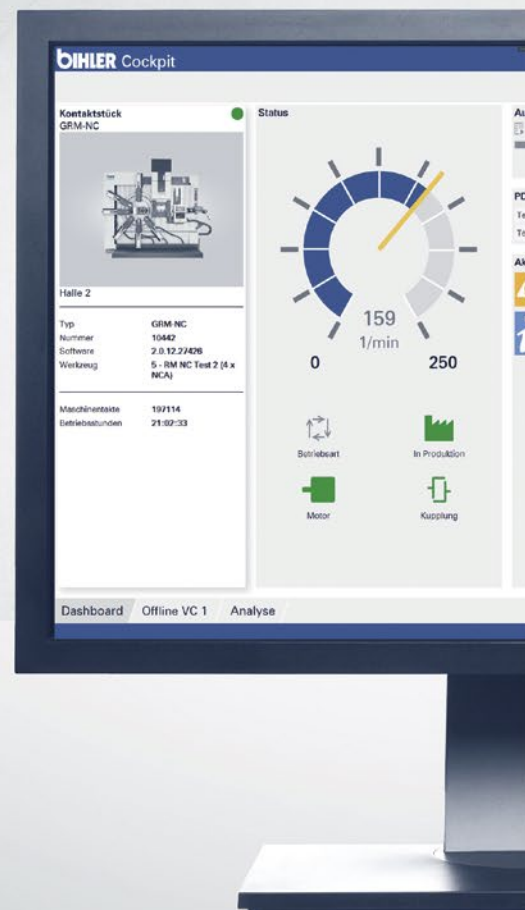 BIHLER Cockpit
Kontaktstück
GRM-NC
Halle 2
Typ GRM-NC
Nummer 10442
Software 2.0.12.27426
Werkzeug 5 - RM NC Test 2 (4 x
NCA)
Maschinentakte 197114
Betriebsstunden 21:02:33
Status
159
1/min
0 250
Betriebsart In Produktion
Motor Kupplung
Dashboard Offline VC 1 Analyse